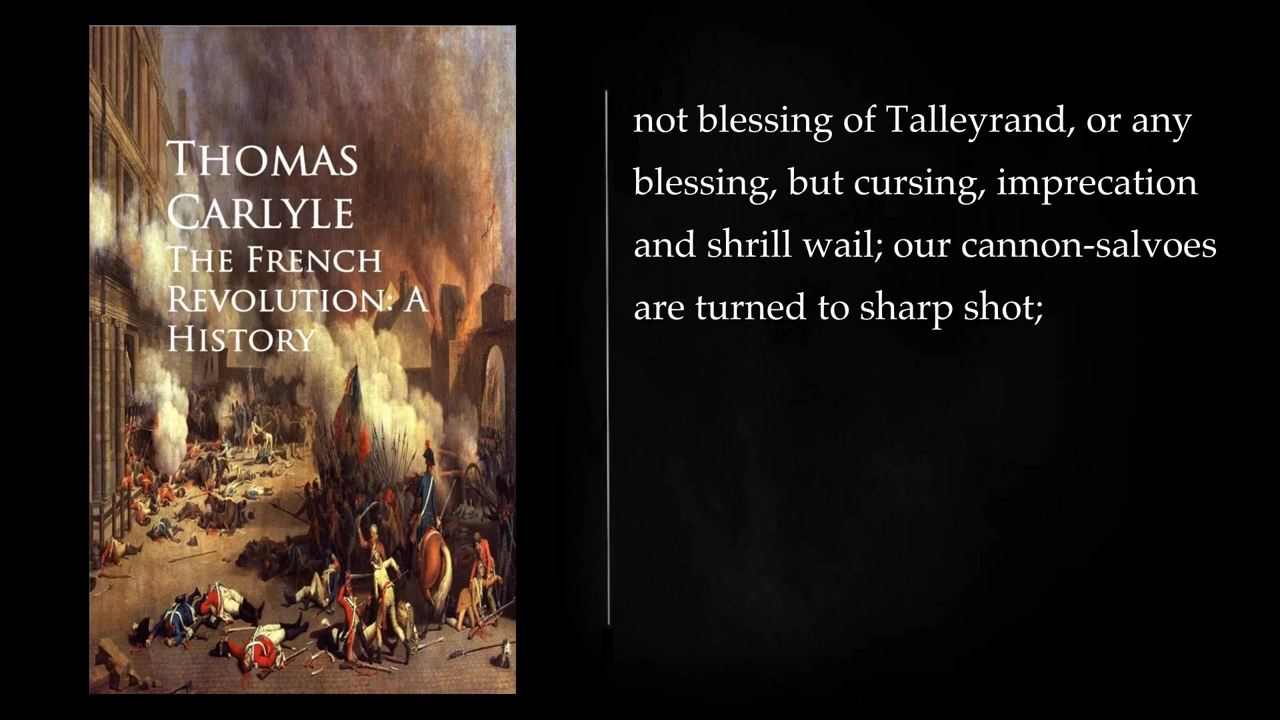 THOMAS
CARLYLE
THE FRENCH
REVOLUTION: A
HISTORY
not blessing of Talleyrand, or any
blessing, but cursing, imprecation
and shrill wail; our cannon-salvoes
are turned to sharp shot;